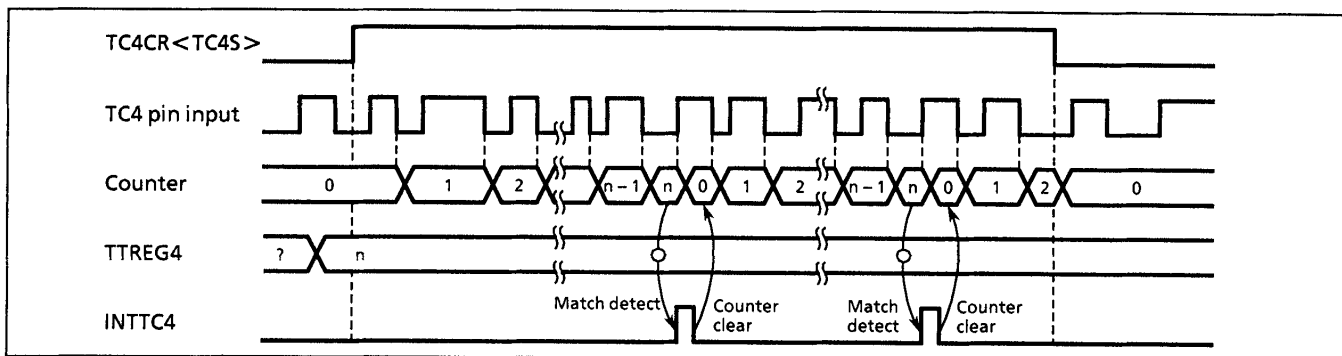 TC4CR<TC4S>
TC4 pin input
Counter 0 1 2 n-1 n 0 1 2 n-1 n 0 1 2 0
TTREG4 ? n
Match detect Counter clear Match detect Counter clear
INTTC4